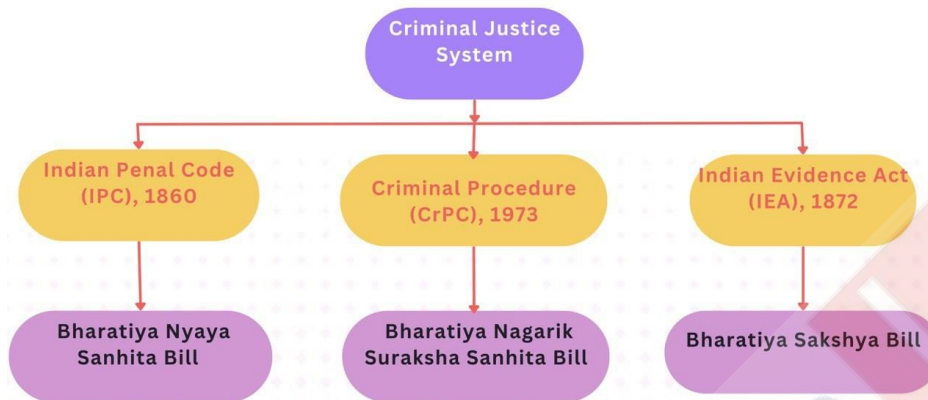 Criminal Justice
System
Indian Penal Code
(IPC), 1860
Criminal Procedure
(CrPC), 1973
Indian Evidence Act
(IEA), 1872
Bharatiya Nyaya
Sanhita Bill
Bharatiya Nagarik
Suraksha Sanhita Bill
Bharatiya Sakshya Bill